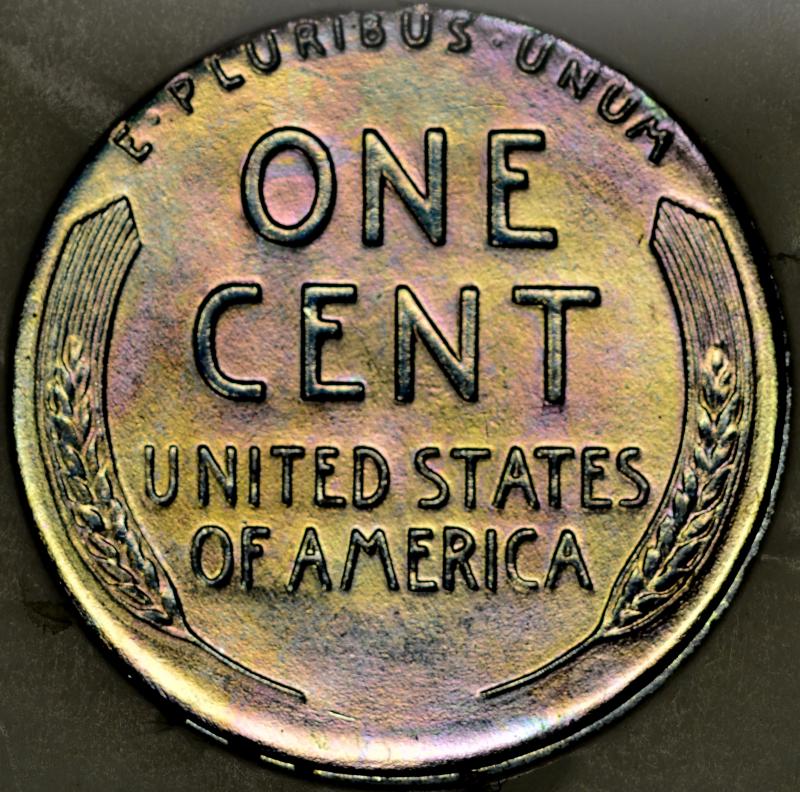 E·PLURIBUS·UNUM
ONE
CENT
UNITED STATES
OF AMERICA